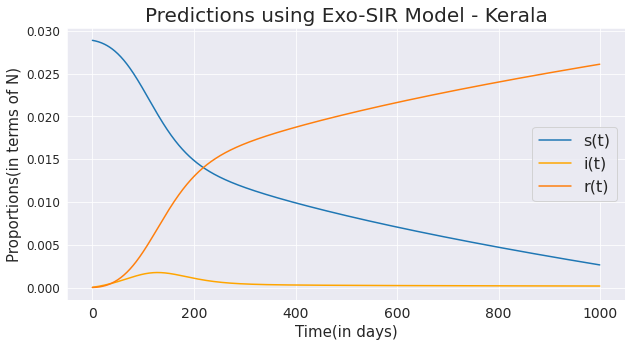 Predictions using Exo-SIR Model - Kerala
Proportions(in terms of N)
0.030
0.025
0.020
0.015
0.010
0.005
0.000
s(t)
i(t)
r(t)
0 200 400 600 800 1000
Time(in days)